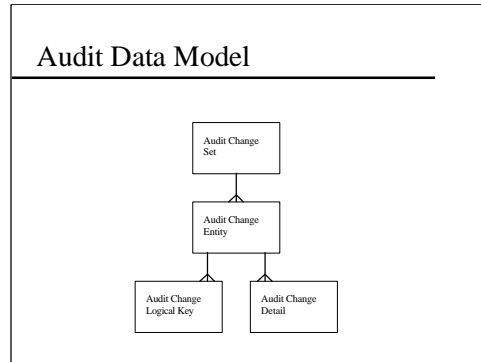 Audit Data Model
Audit Change
Set
Audit Change
Entity
Audit Change
Logical Key
Audit Change
Detail